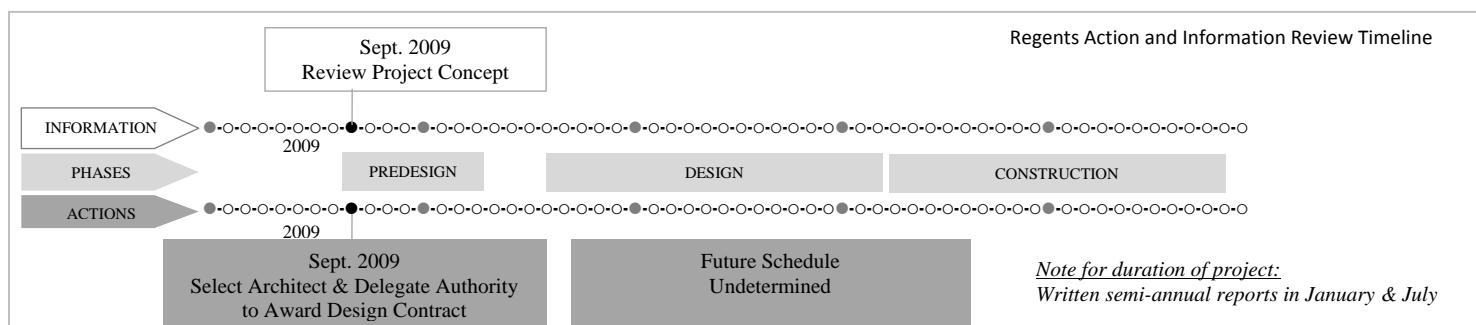 Regents Action and Information Review Timeline
Sept. 2009
Review Project Concept
INFORMATION
2009
PHASES
PREDESIGN
DESIGN
CONSTRUCTION
ACTIONS
2009
Sept. 2009
Select Architect & Delegate Authority
to Award Design Contract
Future Schedule
Undetermined
Note for duration of project:
Written semi-annual reports in January & July